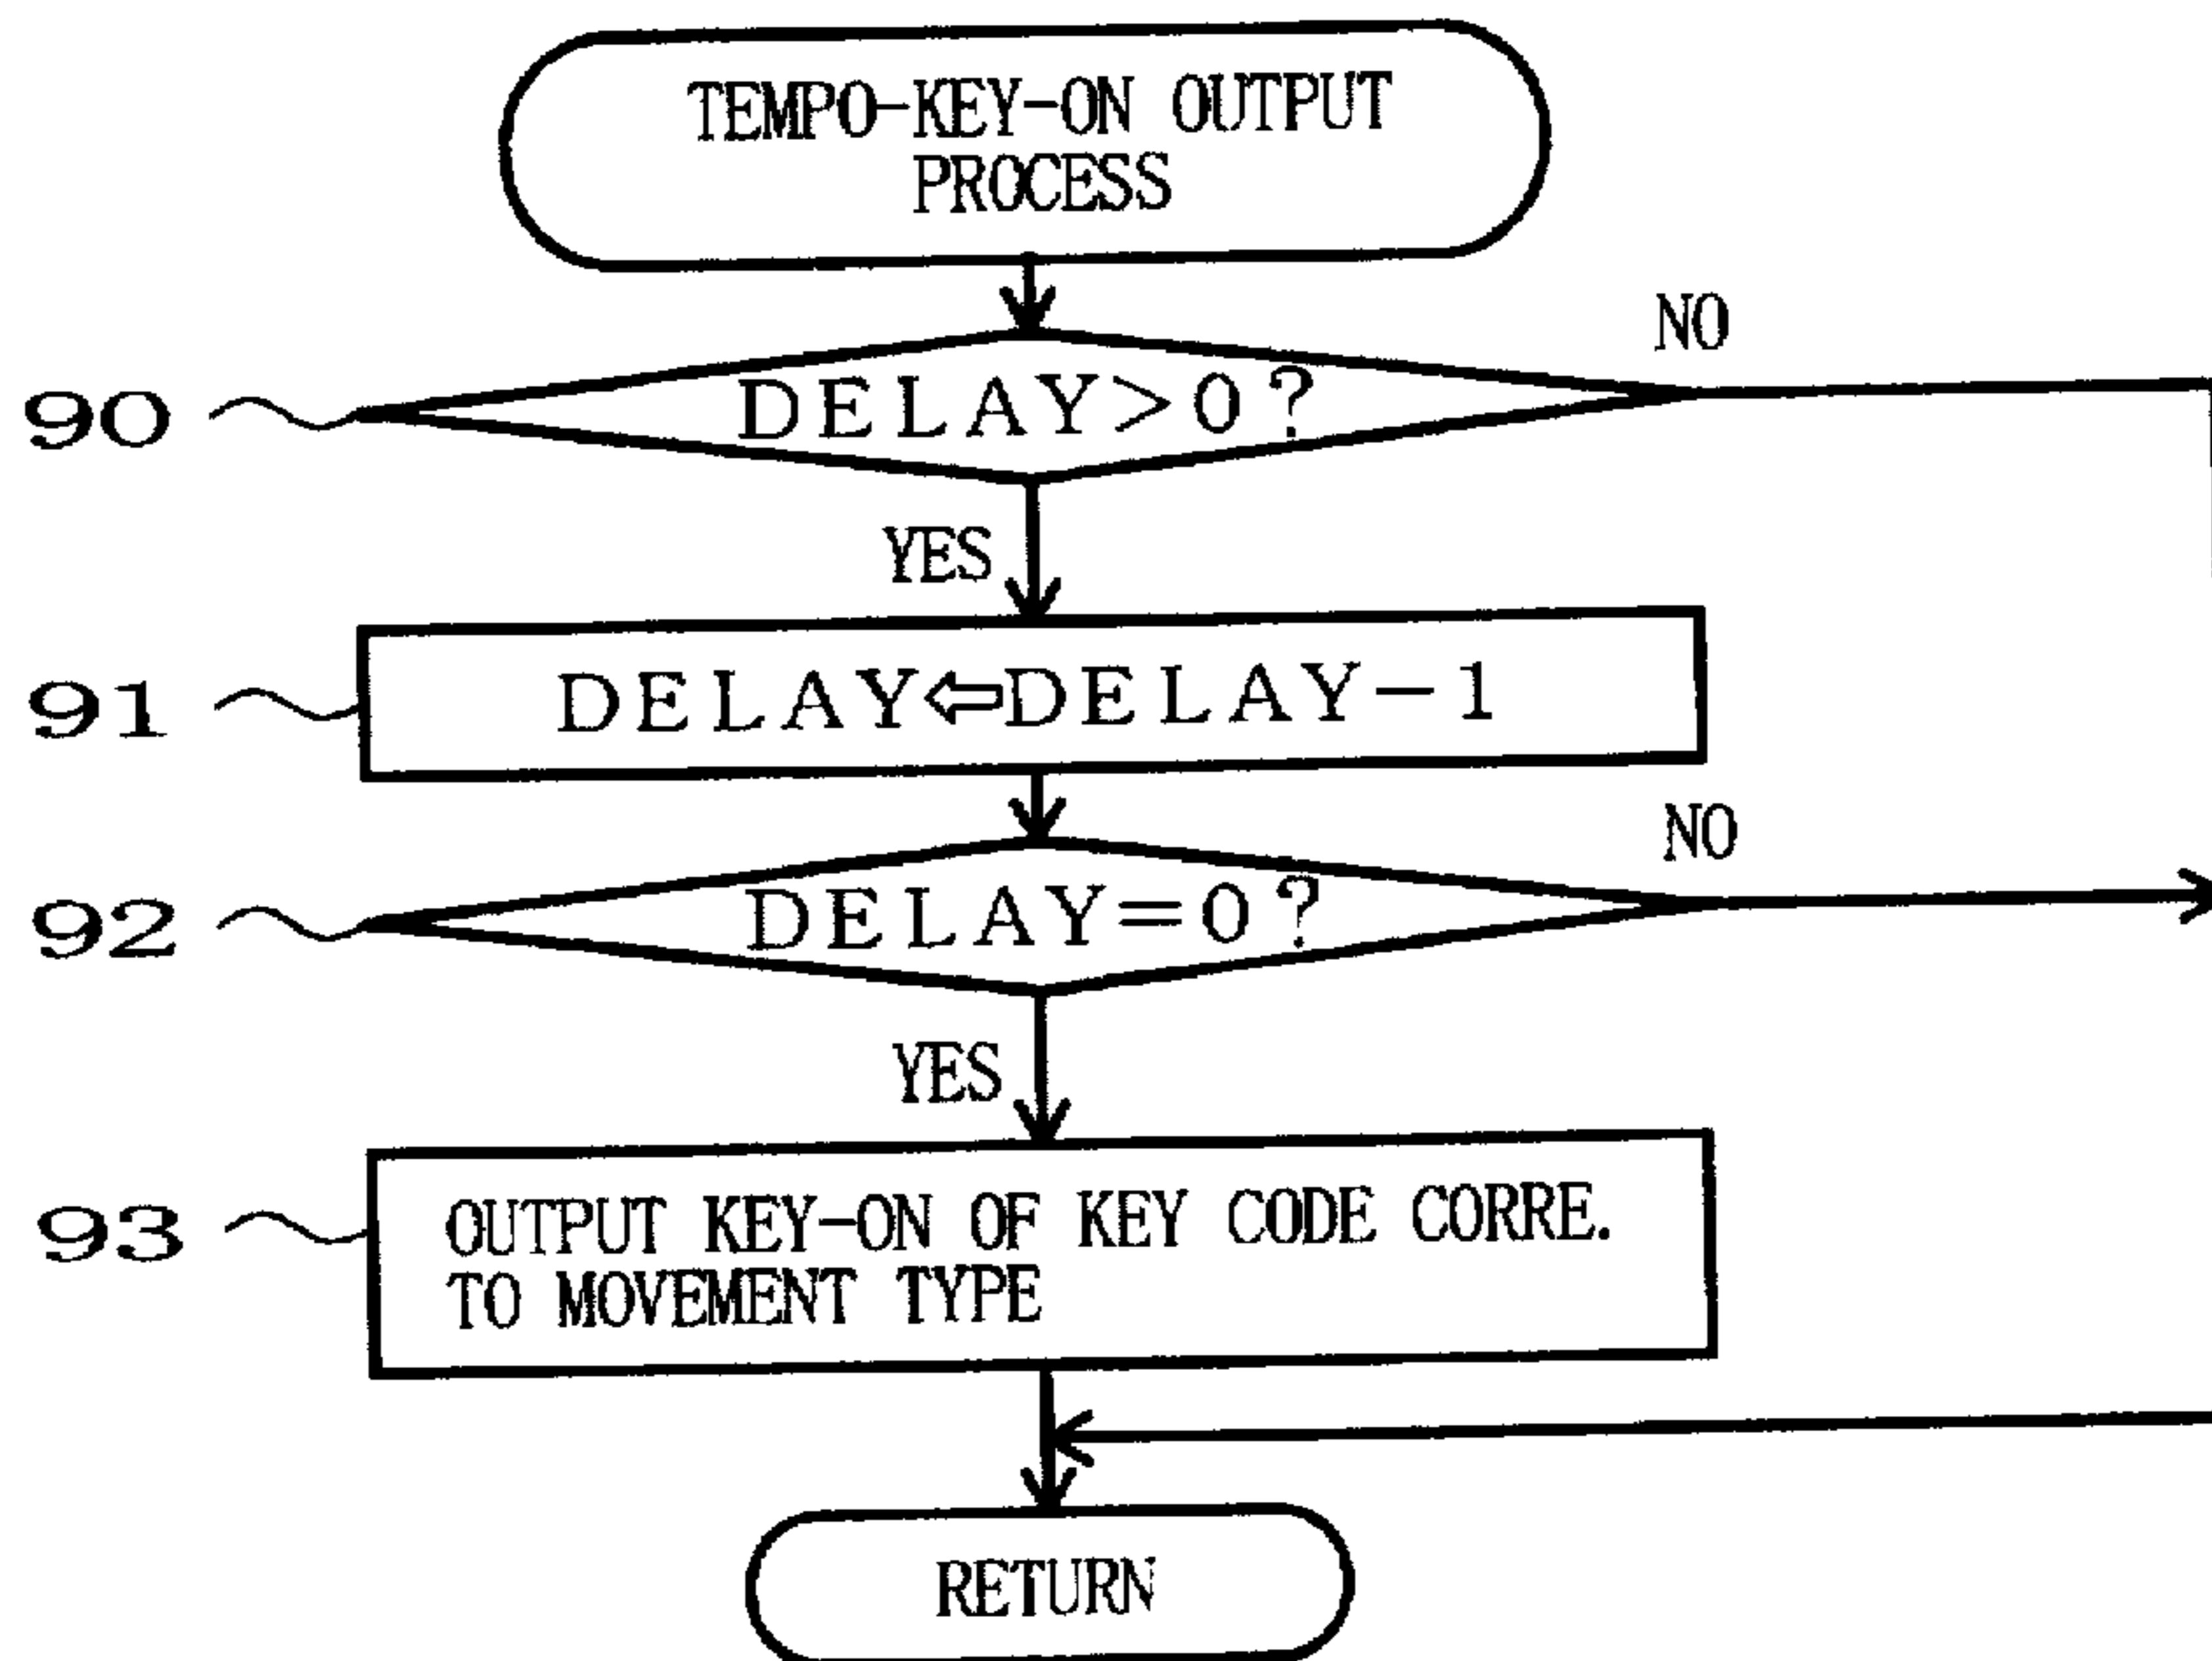 TEMPO-KEY-ON OUTPUT
PROCESS
NO
90
DELAY>0?
YES
91
DELAY⇐DELAY-1
NO
92
DELAY=0?
YES
93
OUTPUT KEY-ON OF KEY CODE CORRE.
TO MOVEMENT TYPE
RETURN